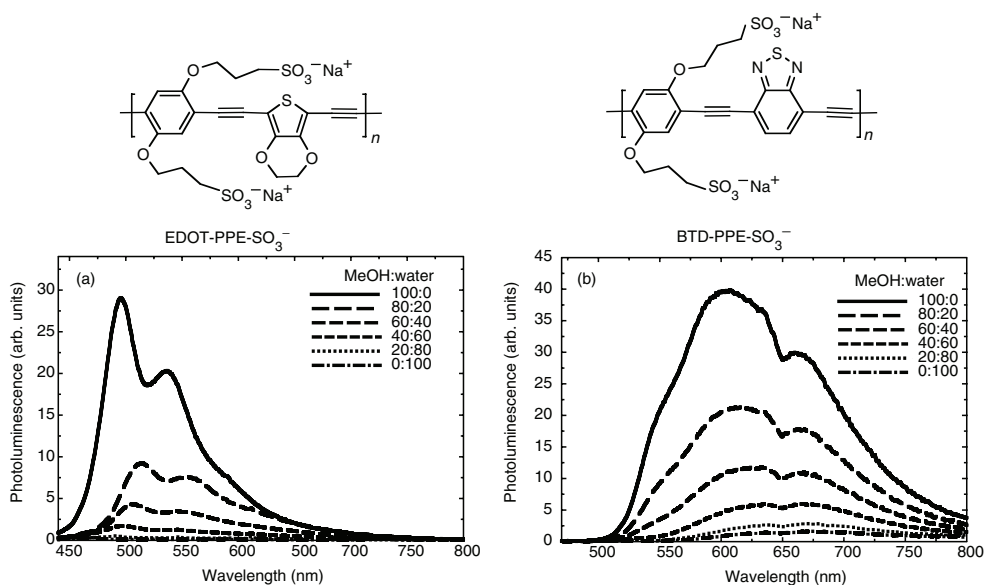 SO₃⁻Na⁺
O
S
n
O
O
O
SO₃⁻Na⁺
EDOT-PPE-SO₃⁻
SO₃⁻Na⁺
S
O
N
N
n
O
SO₃⁻Na⁺
BTD-PPE-SO₃⁻
(a)
MeOH:water
100:0
80:20
60:40
40:60
20:80
0:100
30
25
20
15
10
5
0
Photoluminescence (arb. units)
450 500 550 500 650 700 750 800
Wavelength (nm)
(b)
MeOH:water
100:0
80:20
60:40
40:60
20:80
0:100
45
40
35
30
25
20
15
10
5
0
Photoluminescence (arb. units)
500 550 600 650 700 750 800
Wavelength (nm)